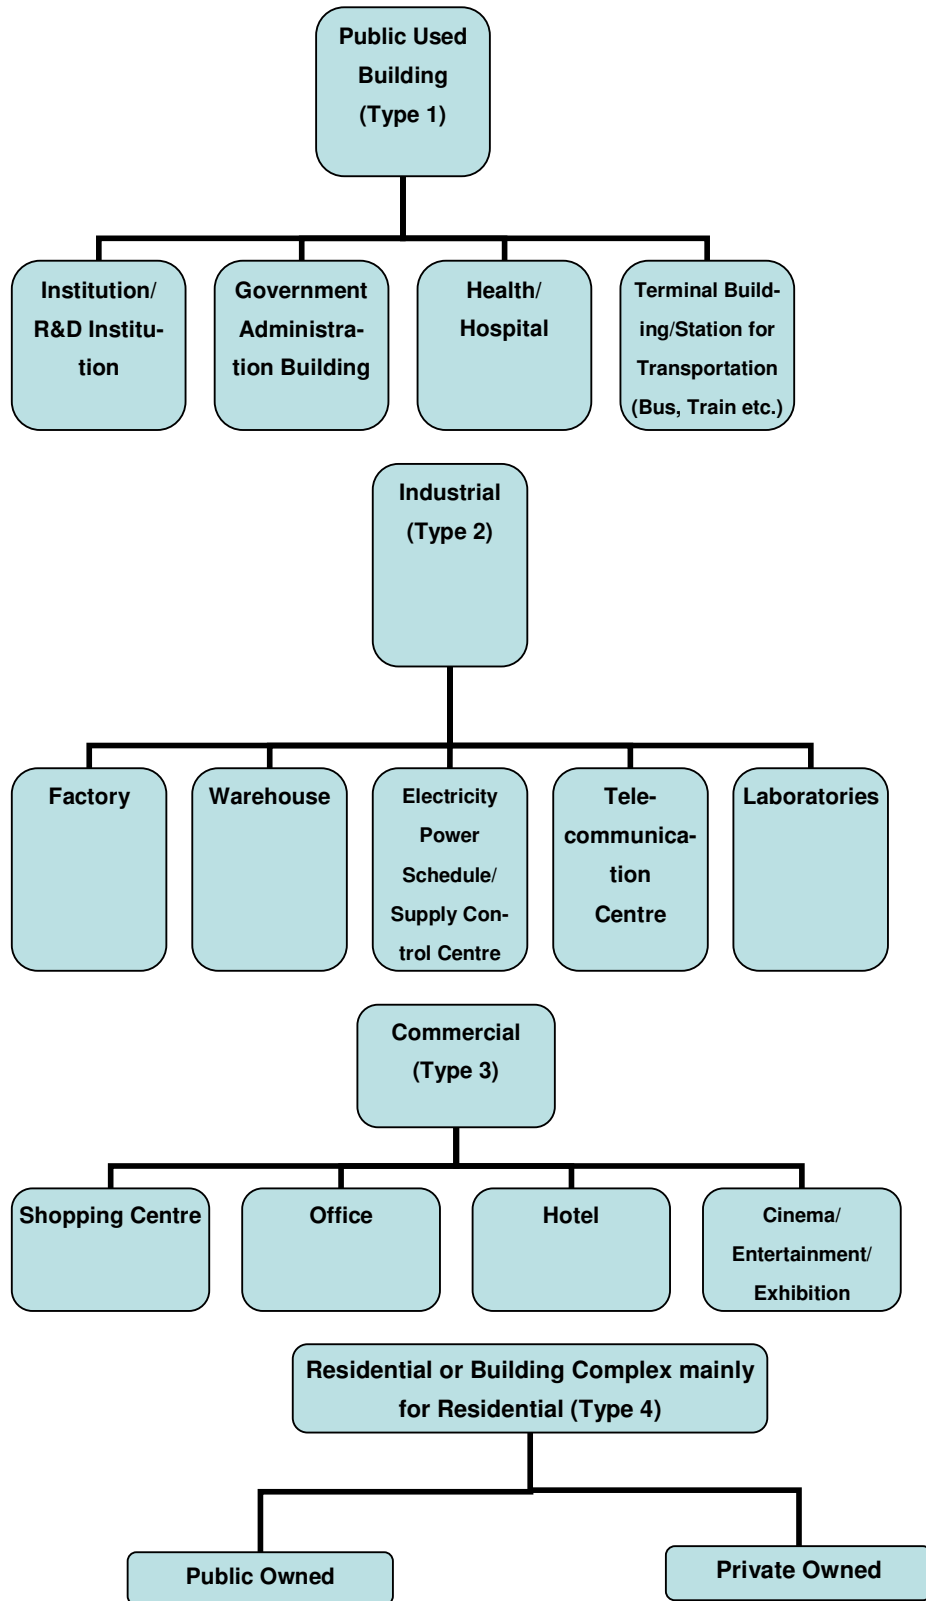 Public Used
Building
(Type 1)
Institution/
R&D Institu-
tion
Government
Administra-
tion Building
Health/
Hospital
Terminal Build-
ing/Station for
Transportation
(Bus, Train etc.)
Industrial
(Type 2)
Factory
Warehouse
Electricity
Power
Schedule/
Supply Con-
trol Centre
Tele-
communica-
tion
Centre
Laboratories
Commercial
(Type 3)
Shopping Centre
Office
Hotel
Cinema/
Entertainment/
Exhibition
Residential or Building Complex mainly
for Residential (Type 4)
Public Owned
Private Owned